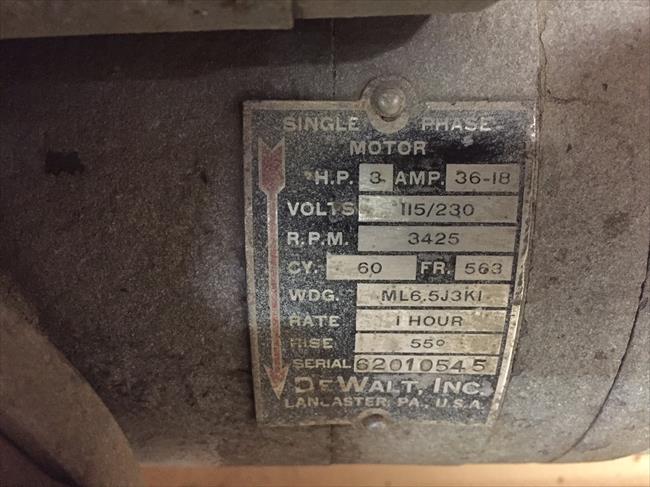 SINGLE PHASE
MOTOR
H.P. 3 AMP. 36-18
VOLTS 115/230
R.P.M. 3425
CY. 60 FR. 563
WDG. ML6.5J3K1
RATE 1 HOUR
RISE 55°
SERIAL 62010545
DEWALT, INC.
LANCASTER, PA., U.S.A.